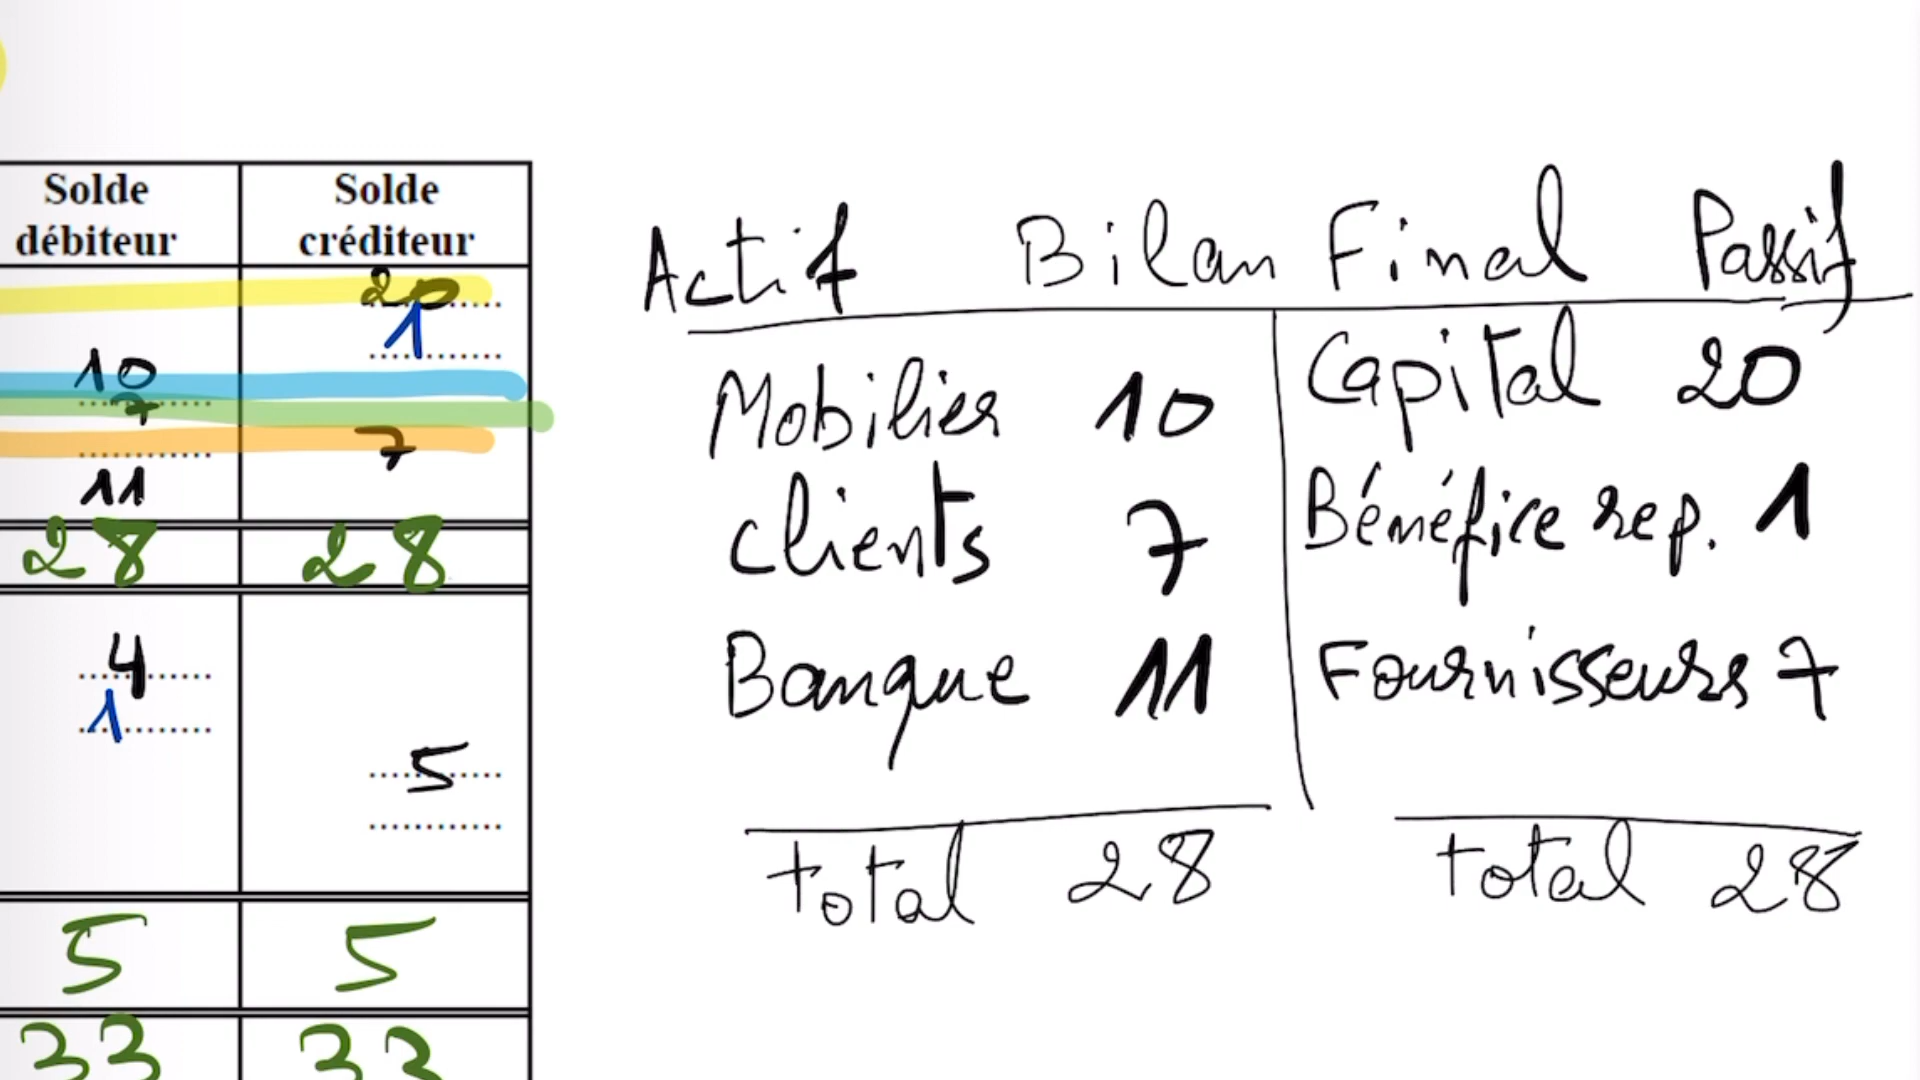 Solde débiteur Solde créditeur
20
1
10
7
7
11
28 28
4
1
5
5 5
33 33
Actif Bilan Final Passif
Mobilier 10 Capital 20
clients 7 Bénéfice rep. 1
Banque 11 Fournisseurs 7
total 28 total 28